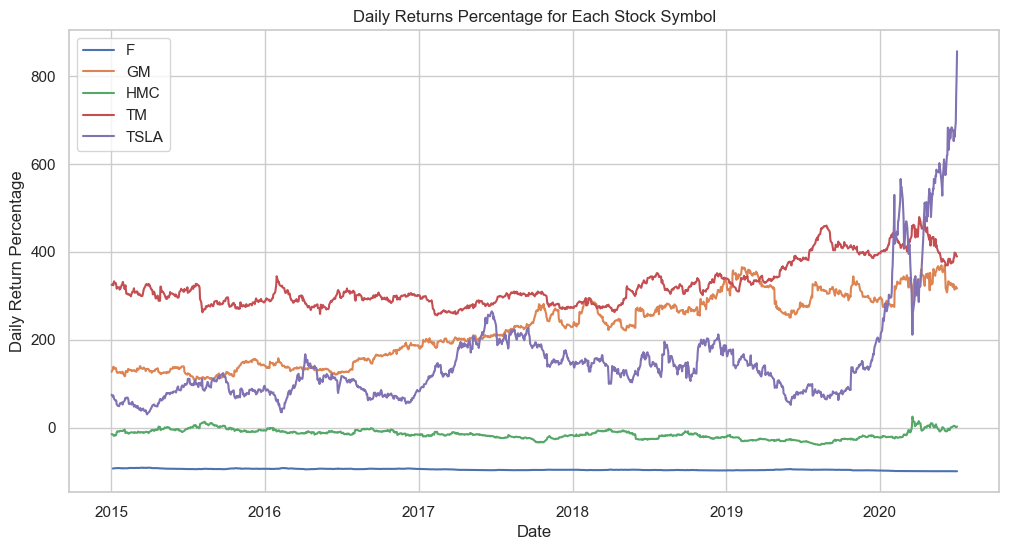 Daily Returns Percentage for Each Stock Symbol
F
GM
HMC
TM
TSLA
Daily Return Percentage
800
600
400
200
0
2015 2016 2017 2018 2019 2020
Date